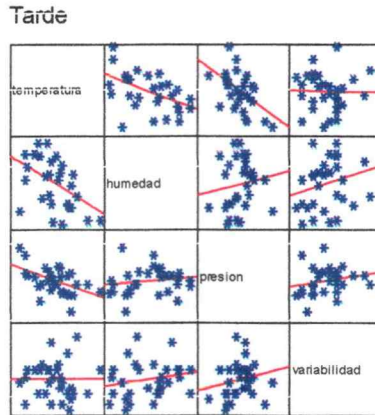 Tarde
temperatura
humedad
presion
variabilidad